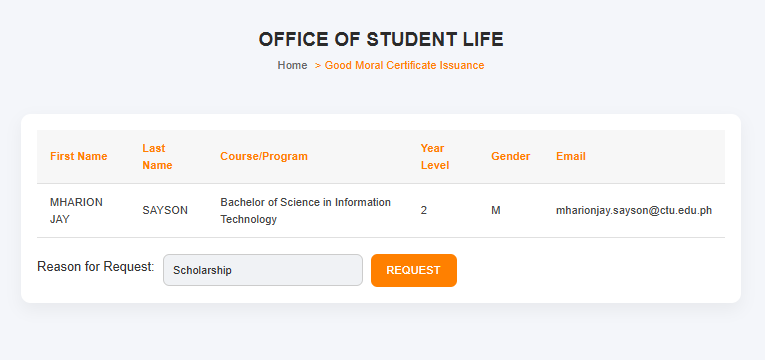 OFFICE OF STUDENT LIFE
Home > Good Moral Certificate Issuance
First Name Last Name Course/Program Year Level Gender Email
MHARION JAY SAYSON Bachelor of Science in Information Technology 2 M mharionjay.sayson@ctu.edu.ph
Reason for Request: Scholarship REQUEST